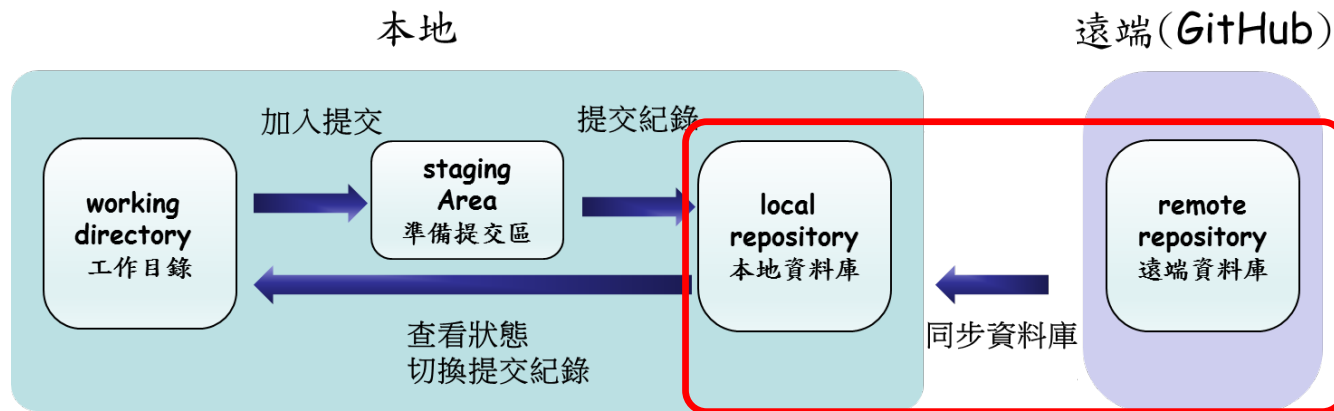 本地
遠端(GitHub)
加入提交
提交紀錄
working
directory
工作目錄
staging
Area
準備提交區
local
repository
本地資料庫
remote
repository
遠端資料庫
查看狀態
切換提交紀錄
同步資料庫